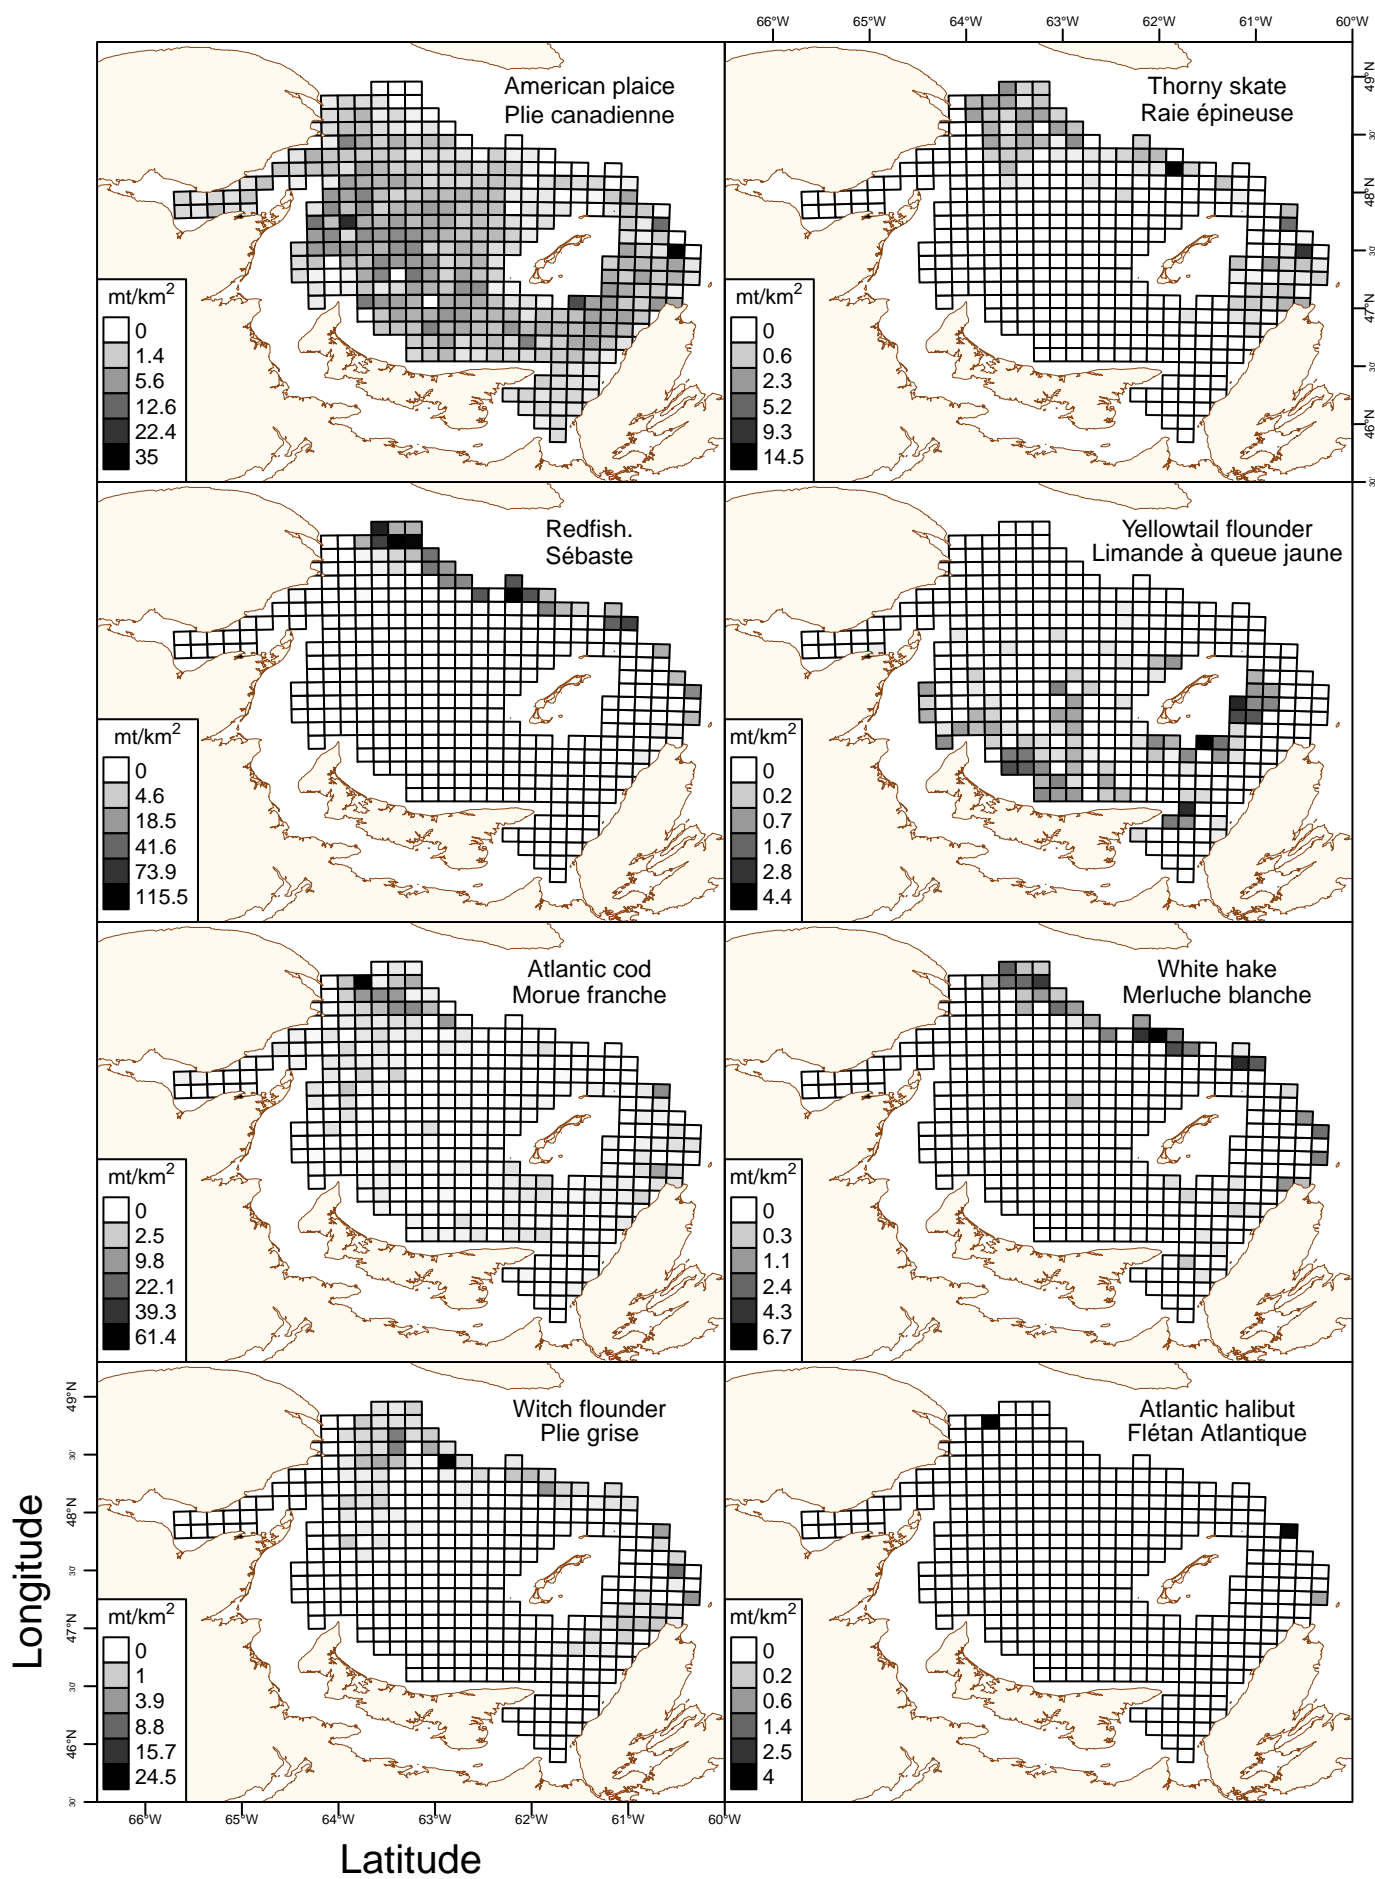 66°W 65°W 64°W 63°W 62°W 61°W 60°W
American plaice
Plie canadienne
mt/km2
0
1.4
5.6
12.6
22.4
35
Thorny skate
Raie épineuse
mt/km2
0
0.6
2.3
5.2
9.3
14.5
49°N
30'
48°N
30'
47°N
30'
46°N
30'
Redfish.
Sébaste
mt/km2
0
4.6
18.5
41.6
73.9
115.5
Yellowtail flounder
Limande à queue jaune
mt/km2
0
0.2
0.7
1.6
2.8
4.4
Atlantic cod
Morue franche
mt/km2
0
2.5
9.8
22.1
39.3
61.4
White hake
Merluche blanche
mt/km2
0
0.3
1.1
2.4
4.3
6.7
Witch flounder
Plie grise
mt/km2
0
1
3.9
8.8
15.7
24.5
Atlantic halibut
Flétan Atlantique
mt/km2
0
0.2
0.6
1.4
2.5
4
49°N
30'
48°N
30'
47°N
30'
46°N
30'
Longitude
66°W 65°W 64°W 63°W 62°W 61°W 60°W
Latitude